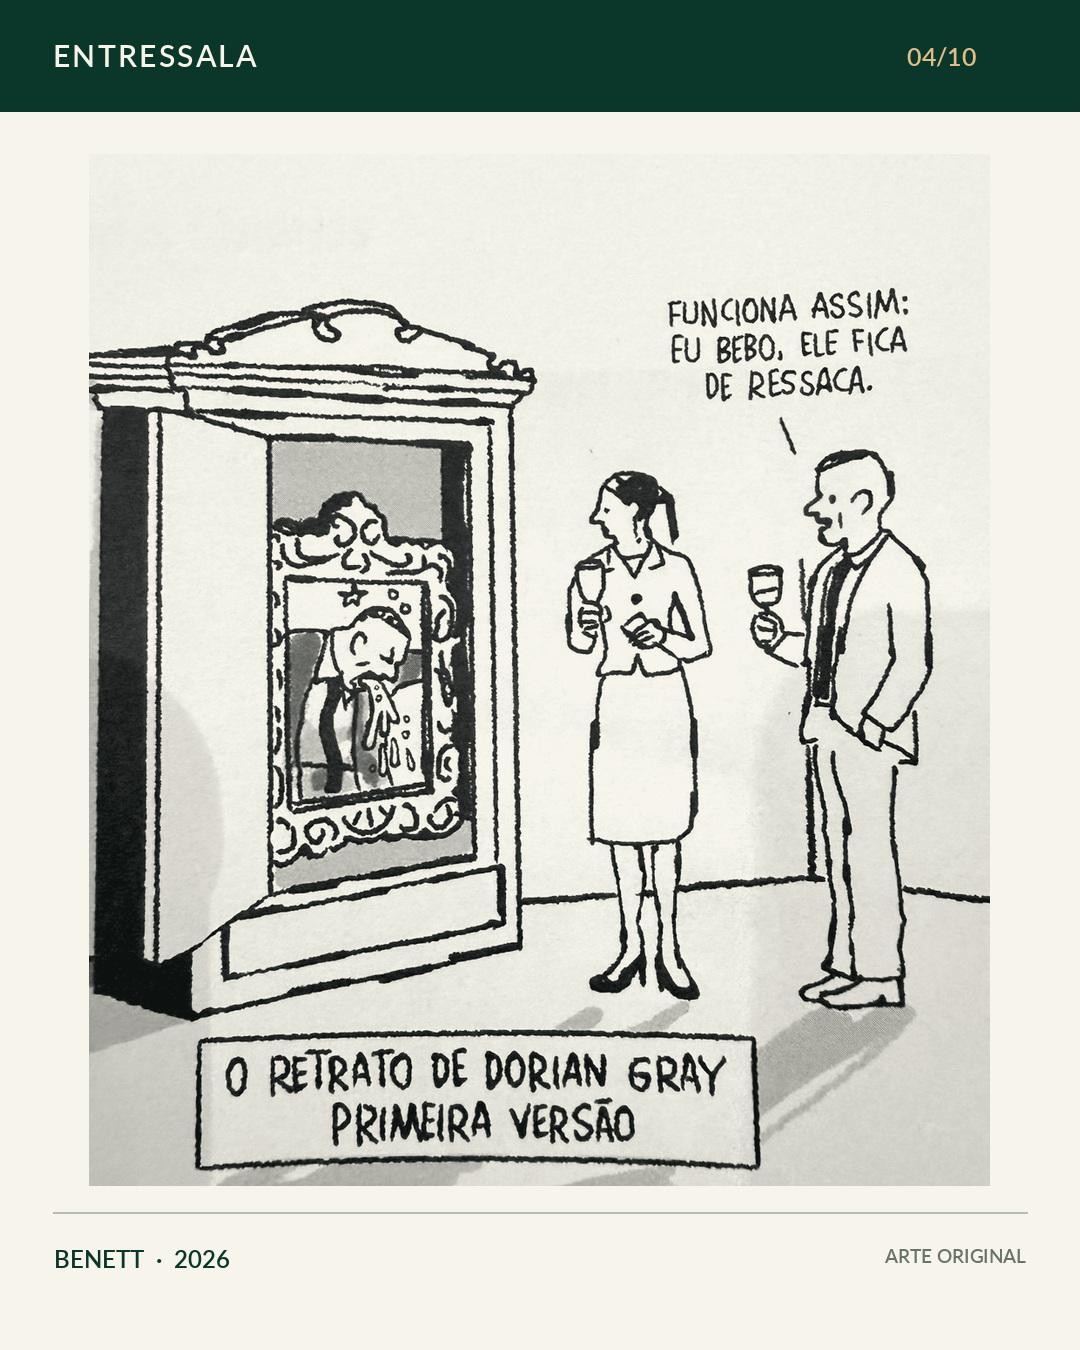 ENTRESSALA
04/10
FUNCIONA ASSIM:
EU BEBO, ELE FICA
DE RESSACA.
O RETRATO DE DORIAN GRAY
PRIMEIRA VERSÃO
BENETT · 2026
ARTE ORIGINAL